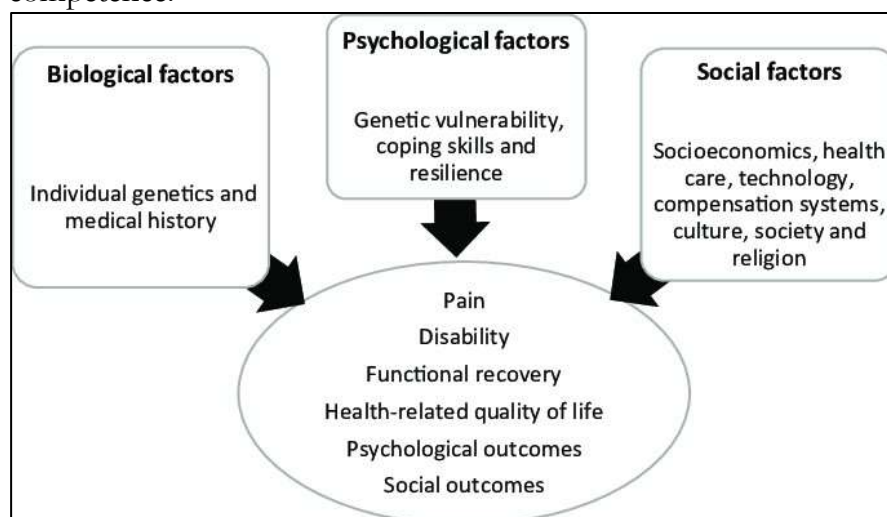 competence.
Biological factors
Individual genetics and
medical history
Psychological factors
Genetic vulnerability,
coping skills and
resilience
Social factors
Socioeconomics, health
care, technology,
compensation systems,
culture, society and
religion
Pain
Disability
Functional recovery
Health-related quality of life
Psychological outcomes
Social outcomes